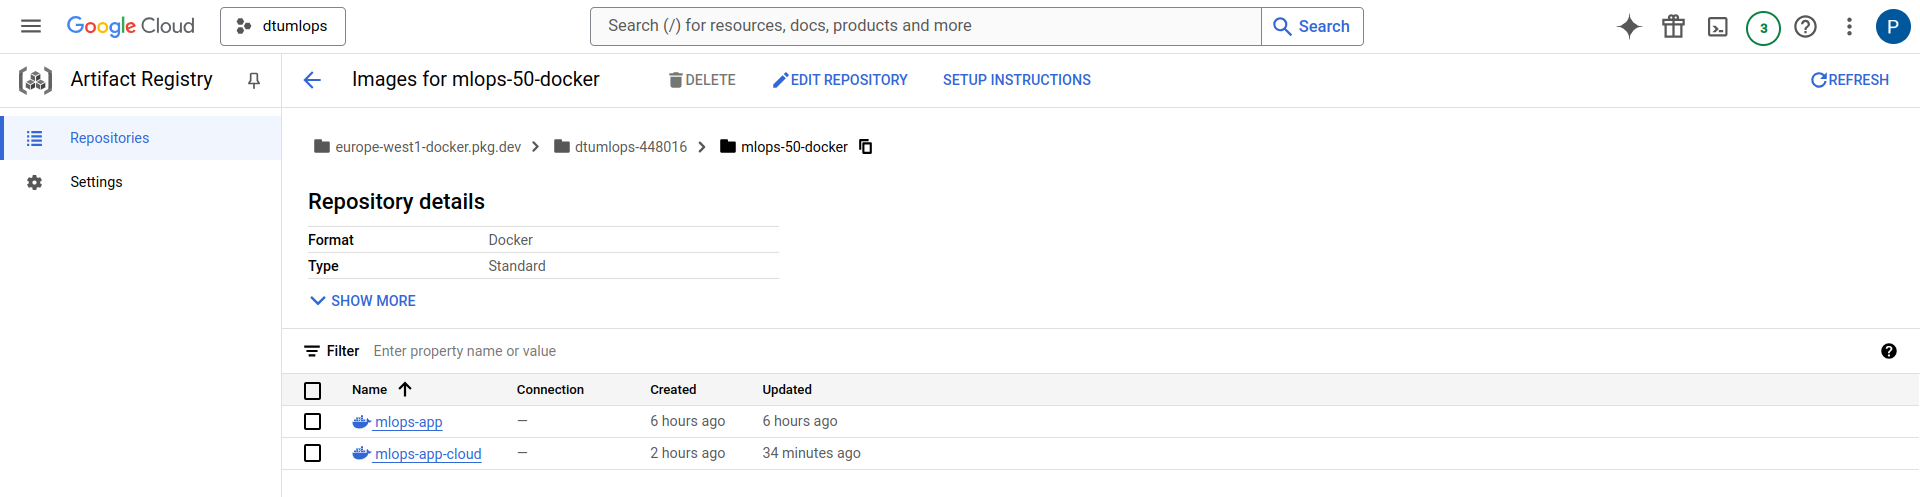 Google Cloud
dtumlops
Search (/) for resources, docs, products and more
Search
3
P
Artifact Registry
Images for mlops-50-docker
DELETE
EDIT REPOSITORY
SETUP INSTRUCTIONS
REFRESH
Repositories
Settings
europe-west1-docker.pkg.dev
dtumlops-448016
mlops-50-docker
Repository details
Format Docker
Type Standard
SHOW MORE
Filter Enter property name or value
Name Connection Created Updated
mlops-app — 6 hours ago 6 hours ago
mlops-app-cloud — 2 hours ago 34 minutes ago